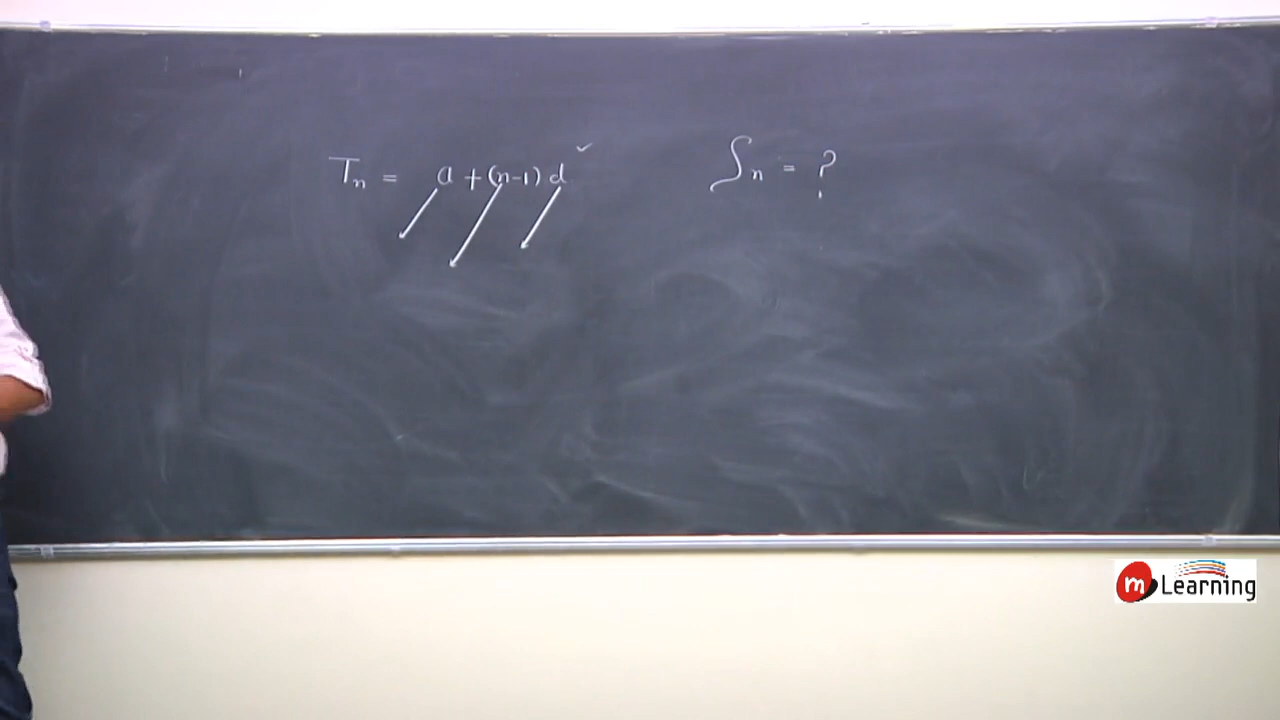 Tn = a + (n-1) d ✓
Sn = ?
m Learning